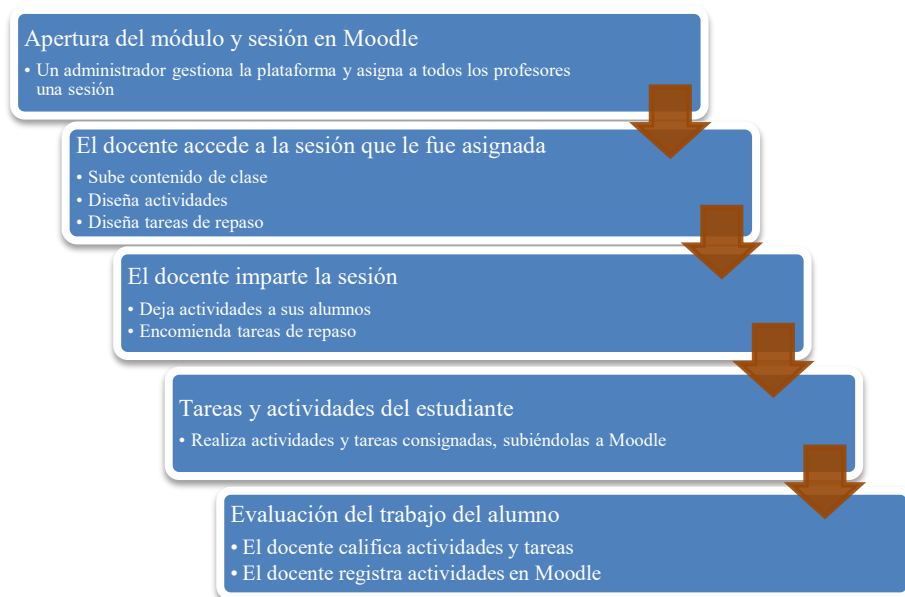 Apertura del módulo y sesión en Moodle
• Un administrador gestiona la plataforma y asigna a todos los profesores
una sesión
El docente accede a la sesión que le fue asignada
• Sube contenido de clase
• Diseña actividades
• Diseña tareas de repaso
El docente imparte la sesión
• Deja actividades a sus alumnos
• Encomienda tareas de repaso
Tareas y actividades del estudiante
• Realiza actividades y tareas consignadas, subiéndolas a Moodle
Evaluación del trabajo del alumno
• El docente califica actividades y tareas
• El docente registra actividades en Moodle